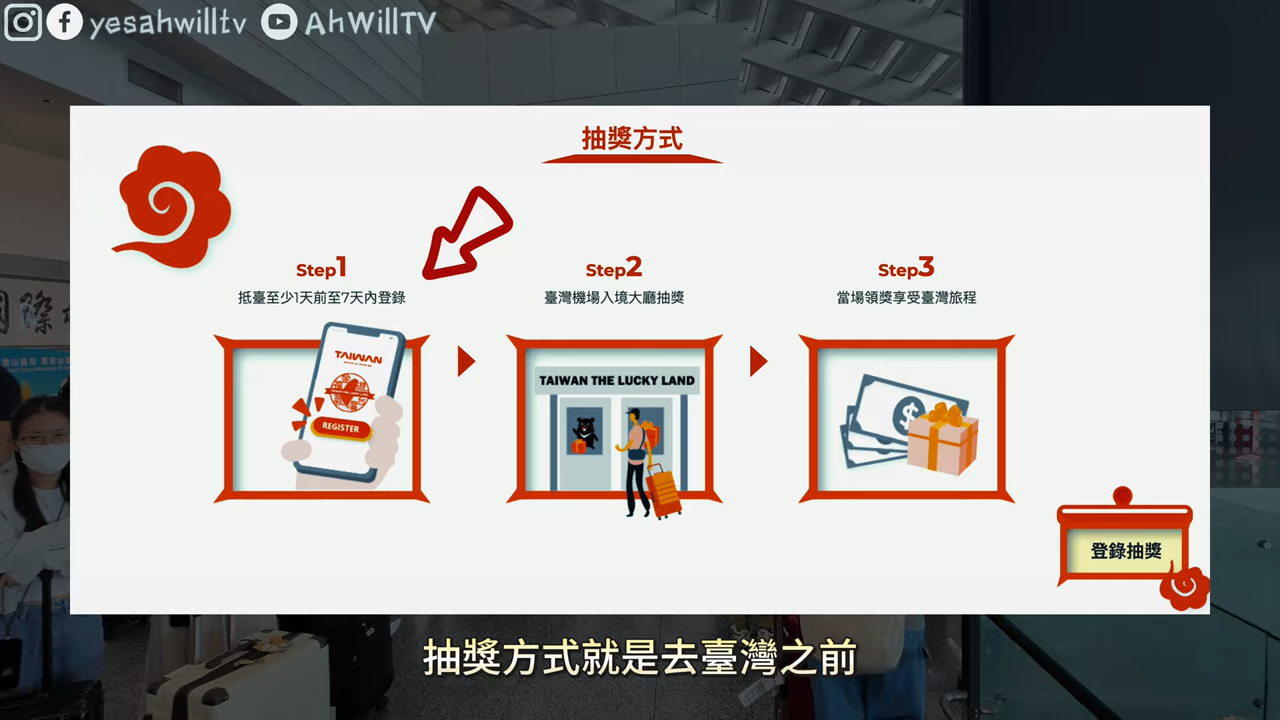 yesahwilltv AhWillTV
抽獎方式
Step1
抵臺至少1天前至7天內登錄
Step2
臺灣機場入境大廳抽獎
Step3
當場領獎享受臺灣旅程
TAIWAN
REGISTER
TAIWAN THE LUCKY LAND
登錄抽獎
國際
抽獎方式就是去臺灣之前